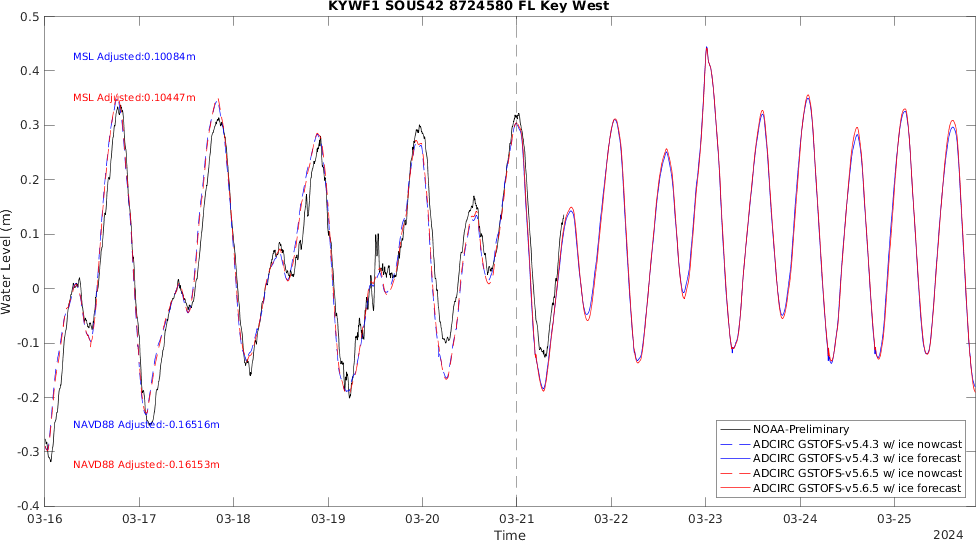 KYWF1 SOUS42 8724580 FL Key West
0.5
MSL Adjusted:0.10084m
0.4
MSL Adjusted:0.10447m
0.3
0.2
0.1
Water Level (m)
0
-0.1
-0.2
NAVD88 Adjusted:-0.16516m
NOAA-Preliminary
ADCIRC GSTOFS-v5.4.3 w/ ice nowcast
-0.3
ADCIRC GSTOFS-v5.4.3 w/ ice forecast
NAVD88 Adjusted:-0.16153m
ADCIRC GSTOFS-v5.6.5 w/ ice nowcast
ADCIRC GSTOFS-v5.6.5 w/ ice forecast
-0.4
03-16 03-17 03-18 03-19 03-20 03-21 03-22 03-23 03-24 03-25
Time
2024